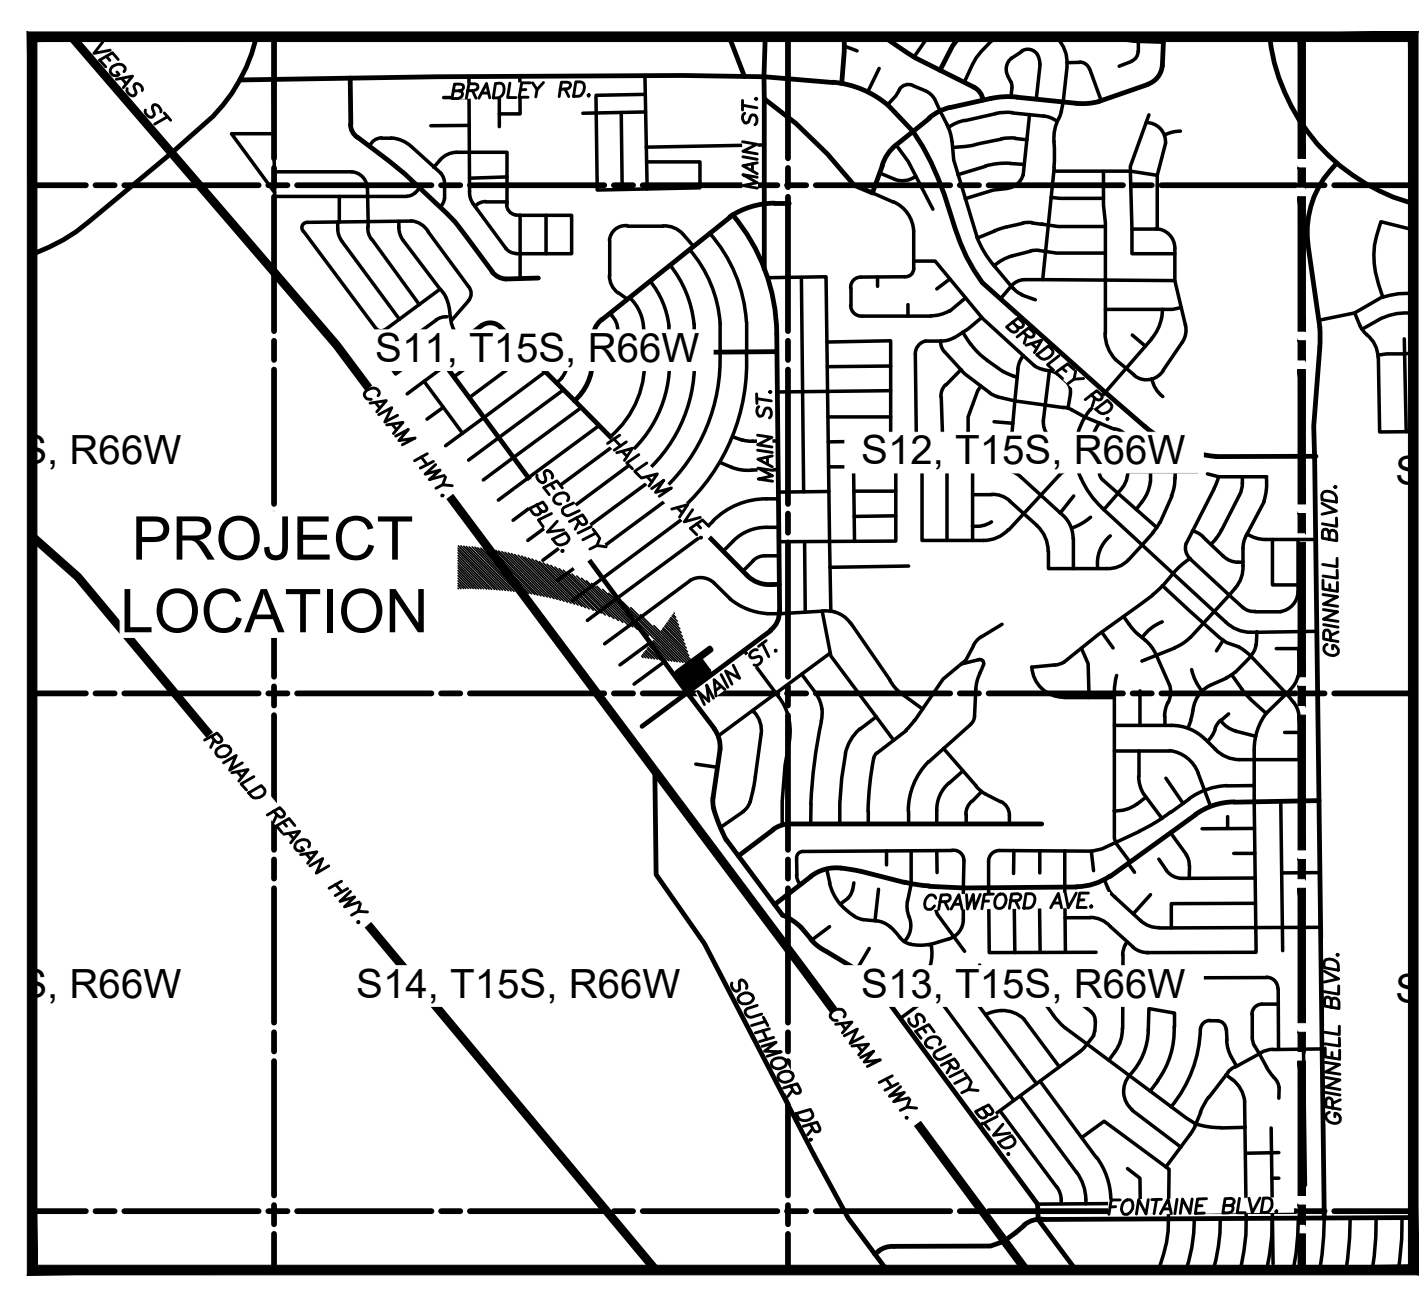 VEGAS ST
BRADLEY RD.
MAIN ST.
S11, T15S, R66W
BRADLEY RD.
CANAM HWY.
MAIN ST.
HALLAM AVE.
S, R66W
S12, T15S, R66W
S
SECURITY
BLVD.
GRINNELL BLVD.
PROJECT
LOCATION
MAIN ST.
RONALD REAGAN HWY.
CRAWFORD AVE.
S, R66W
S14, T15S, R66W
S13, T15S, R66W
S
SOUTHMOOR DR.
CANAM HWY.
SECURITY BLVD.
GRINNELL BLVD.
FONTAINE BLVD.